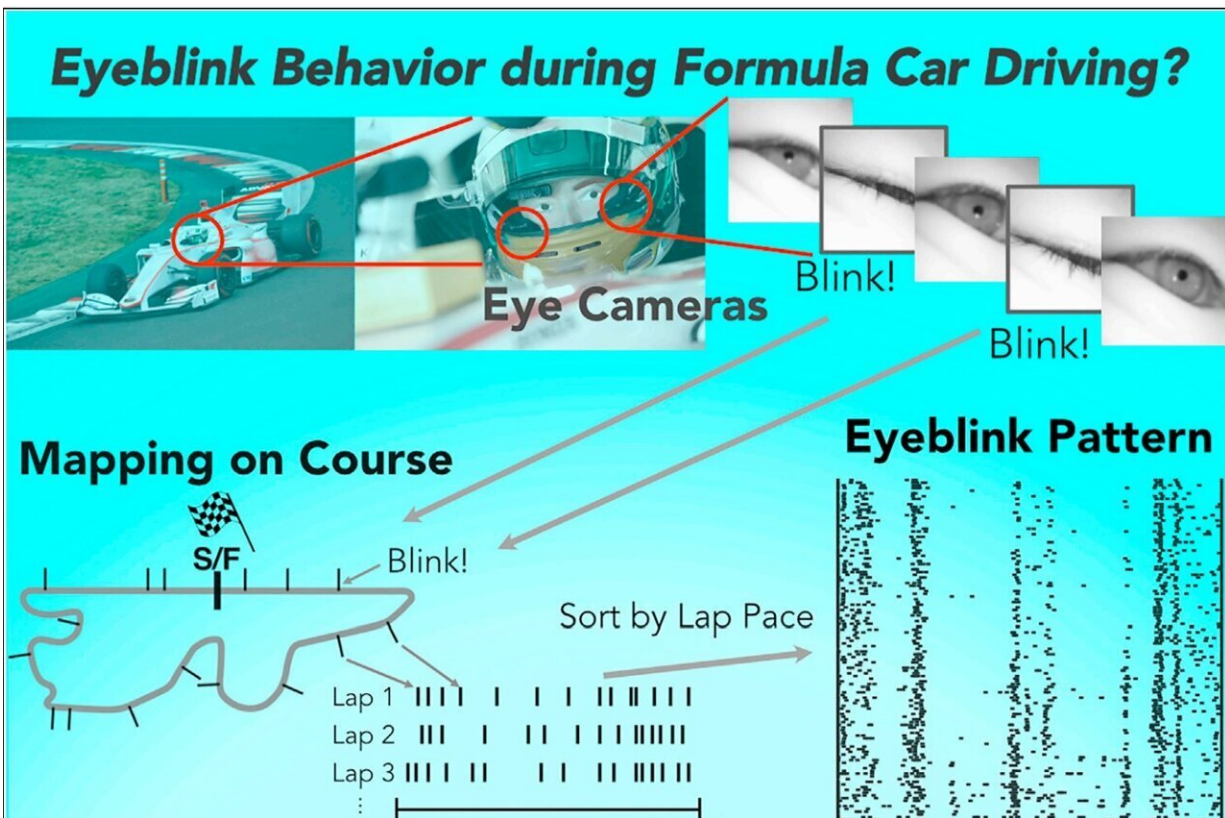 Eyeblink Behavior during Formula Car Driving?
Eye Cameras
Blink!
Blink!
Mapping on Course
Eyeblink Pattern
S/F
Blink!
Sort by Lap Pace
Lap 1
Lap 2
Lap 3
⋮